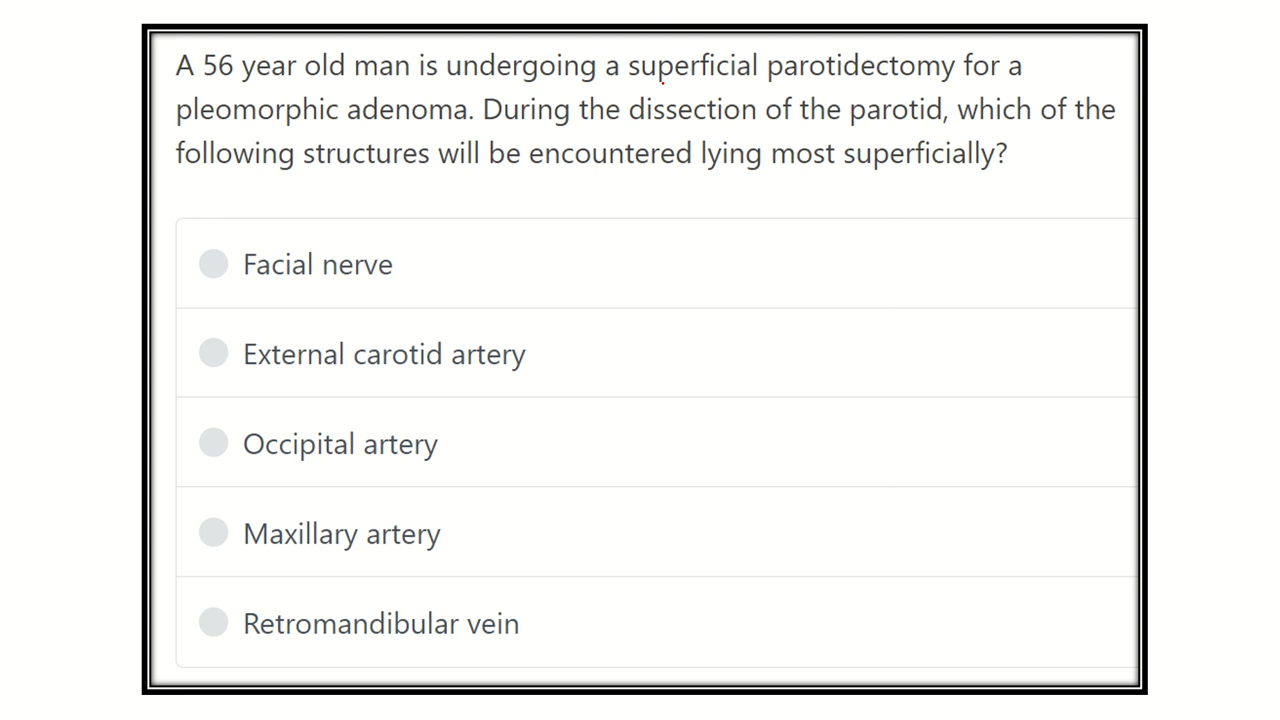 A 56 year old man is undergoing a superficial parotidectomy for a
pleomorphic adenoma. During the dissection of the parotid, which of the
following structures will be encountered lying most superficially?
Facial nerve
External carotid artery
Occipital artery
Maxillary artery
Retromandibular vein